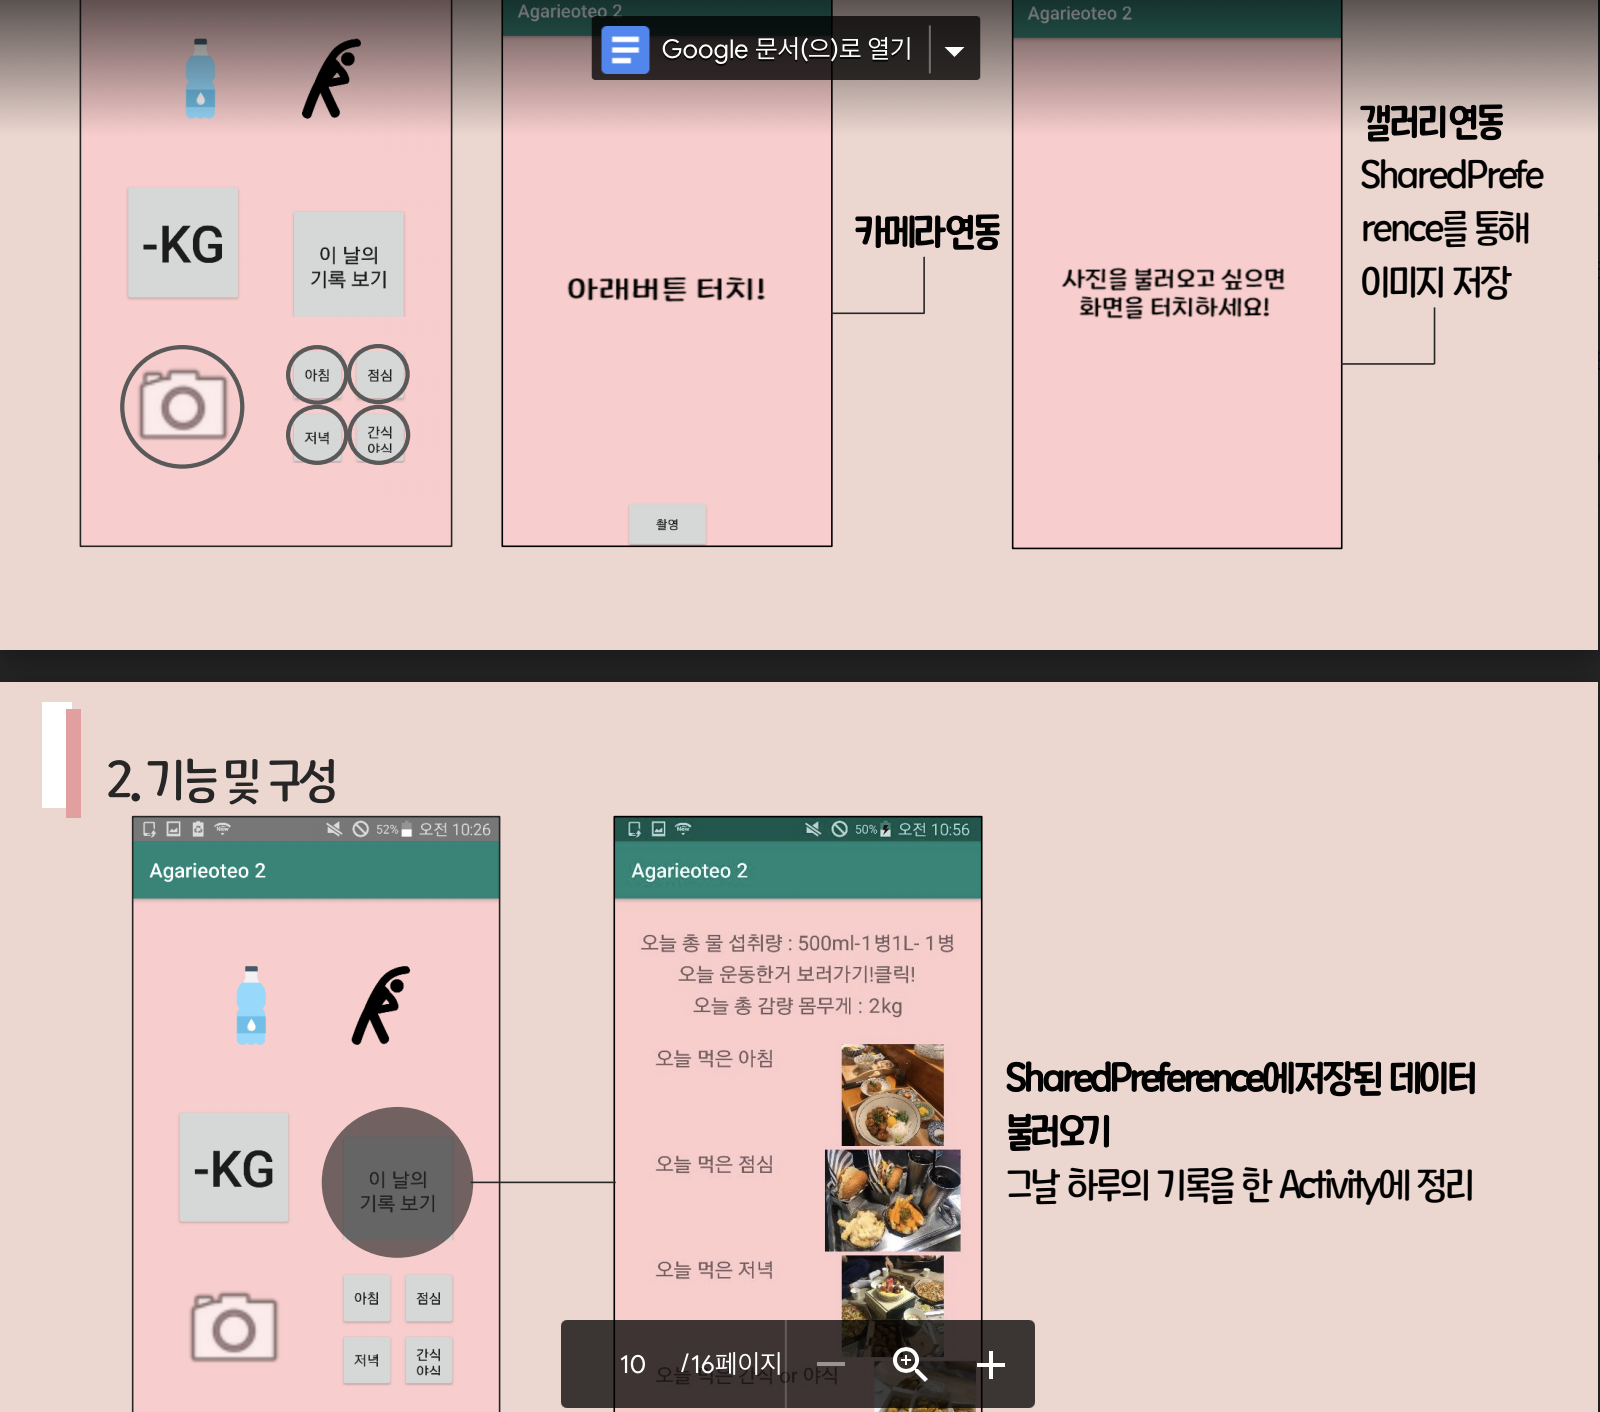 Agarieoteo 2
Agarieoteo 2
Google 문서(으)로 열기
갤러리 연동
SharedPrefe
rence를 통해
이미지 저장
카메라 연동
-KG
이 날의
기록 보기
아래버튼 터치!
사진을 불러오고 싶으면
화면을 터치하세요!
아침
점심
저녁
간식
야식
촬영
2. 기능 및 구성
52% 오전 10:26
50% 오전 10:56
Agarieoteo 2
Agarieoteo 2
오늘 총 물 섭취량 : 500ml-1병1L- 1병
오늘 운동한거 보러가기!클릭!
오늘 총 감량 몸무게 : 2kg
오늘 먹은 아침
SharedPreference에저장된 데이터
불러오기
그날 하루의 기록을 한 Activity에 정리
-KG
이 날의
기록 보기
오늘 먹은 점심
오늘 먹은 저녁
아침
점심
저녁
간식
야식
10 /16페이지
오늘 먹은 간식 or 야식